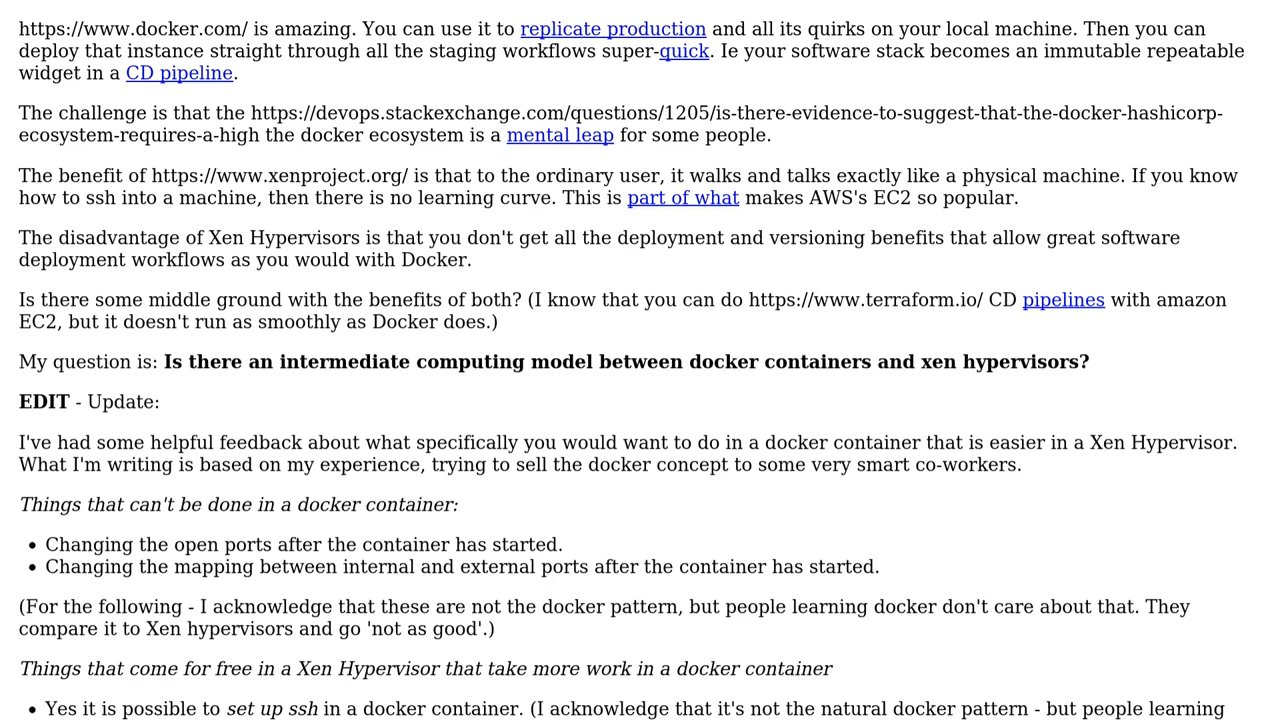 https://www.docker.com/ is amazing. You can use it to replicate production and all its quirks on your local machine. Then you can
deploy that instance straight through all the staging workflows super-quick. Ie your software stack becomes an immutable repeatable
widget in a CD pipeline.
The challenge is that the https://devops.stackexchange.com/questions/1205/is-there-evidence-to-suggest-that-the-docker-hashicorp-
ecosystem-requires-a-high the docker ecosystem is a mental leap for some people.
The benefit of https://www.xenproject.org/ is that to the ordinary user, it walks and talks exactly like a physical machine. If you know
how to ssh into a machine, then there is no learning curve. This is part of what makes AWS's EC2 so popular.
The disadvantage of Xen Hypervisors is that you don't get all the deployment and versioning benefits that allow great software
deployment workflows as you would with Docker.
Is there some middle ground with the benefits of both? (I know that you can do https://www.terraform.io/ CD pipelines with amazon
EC2, but it doesn't run as smoothly as Docker does.)
My question is: Is there an intermediate computing model between docker containers and xen hypervisors?
EDIT - Update:
I've had some helpful feedback about what specifically you would want to do in a docker container that is easier in a Xen Hypervisor.
What I'm writing is based on my experience, trying to sell the docker concept to some very smart co-workers.
Things that can't be done in a docker container:
• Changing the open ports after the container has started.
• Changing the mapping between internal and external ports after the container has started.
(For the following - I acknowledge that these are not the docker pattern, but people learning docker don't care about that. They
compare it to Xen hypervisors and go 'not as good'.)
Things that come for free in a Xen Hypervisor that take more work in a docker container
• Yes it is possible to set up ssh in a docker container. (I acknowledge that it's not the natural docker pattern - but people learning